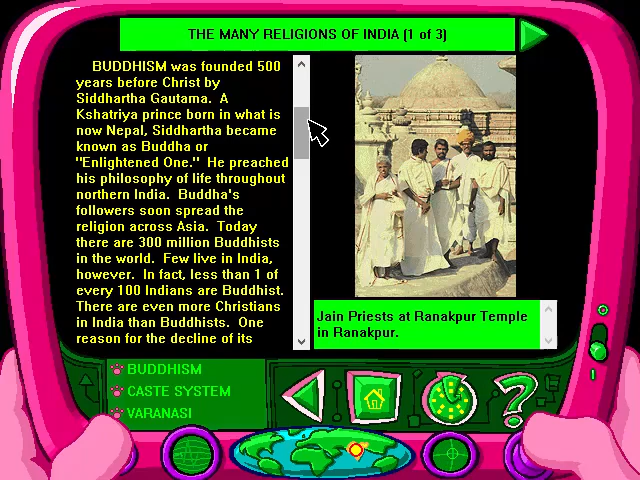 THE MANY RELIGIONS OF INDIA (1 of 3)
BUDDHISM was founded 500
years before Christ by
Siddhartha Gautama. A
Kshatriya prince born in what is
now Nepal, Siddhartha became
known as Buddha or
"Enlightened One." He preached
his philosophy of life throughout
northern India. Buddha's
followers soon spread the
religion across Asia. Today
there are 300 million Buddhists
in the world. Few live in India,
however. In fact, less than 1 of
every 100 Indians are Buddhist.
There are even more Christians
in India than Buddhists. One
reason for the decline of its
Jain Priests at Ranakpur Temple
in Ranakpur.
BUDDHISM
CASTE SYSTEM
VARANASI
?